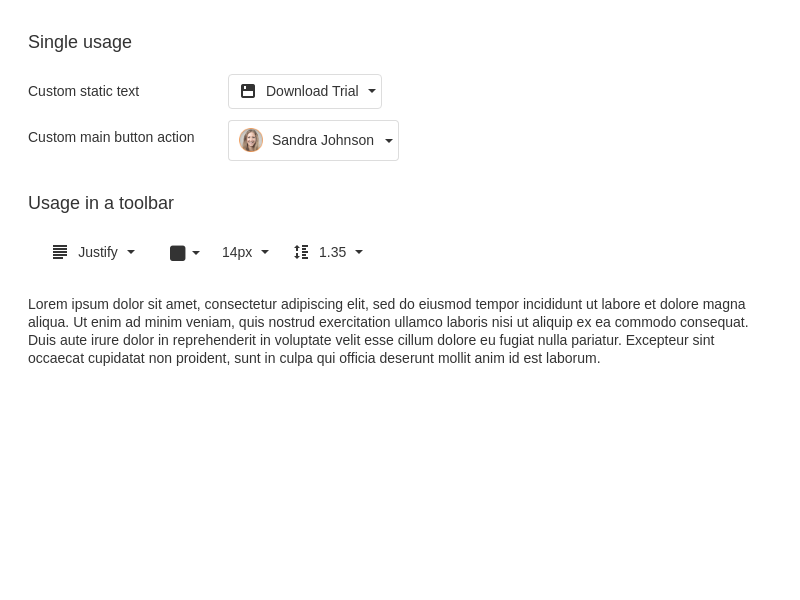 Single usage
Custom static text
Download Trial
Custom main button action
Sandra Johnson
Usage in a toolbar
Justify
14px
1.35
Lorem ipsum dolor sit amet, consectetur adipiscing elit, sed do eiusmod tempor incididunt ut labore et dolore magna
aliqua. Ut enim ad minim veniam, quis nostrud exercitation ullamco laboris nisi ut aliquip ex ea commodo consequat.
Duis aute irure dolor in reprehenderit in voluptate velit esse cillum dolore eu fugiat nulla pariatur. Excepteur sint
occaecat cupidatat non proident, sunt in culpa qui officia deserunt mollit anim id est laborum.